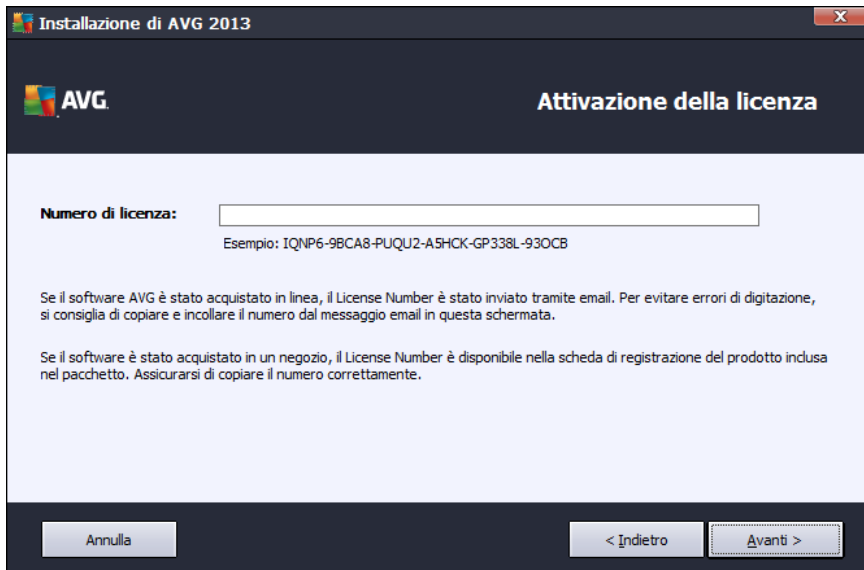 Installazione di AVG 2013
AVG.
Attivazione della licenza
Numero di licenza:
Esempio: IQNP6-9BCA8-PUQU2-A5HCK-GP338L-93OCB
Se il software AVG è stato acquistato in linea, il License Number è stato inviato tramite email. Per evitare errori di digitazione,
si consiglia di copiare e incollare il numero dal messaggio email in questa schermata.
Se il software è stato acquistato in un negozio, il License Number è disponibile nella scheda di registrazione del prodotto inclusa
nel pacchetto. Assicurarsi di copiare il numero correttamente.
Annulla
< Indietro
Avanti >